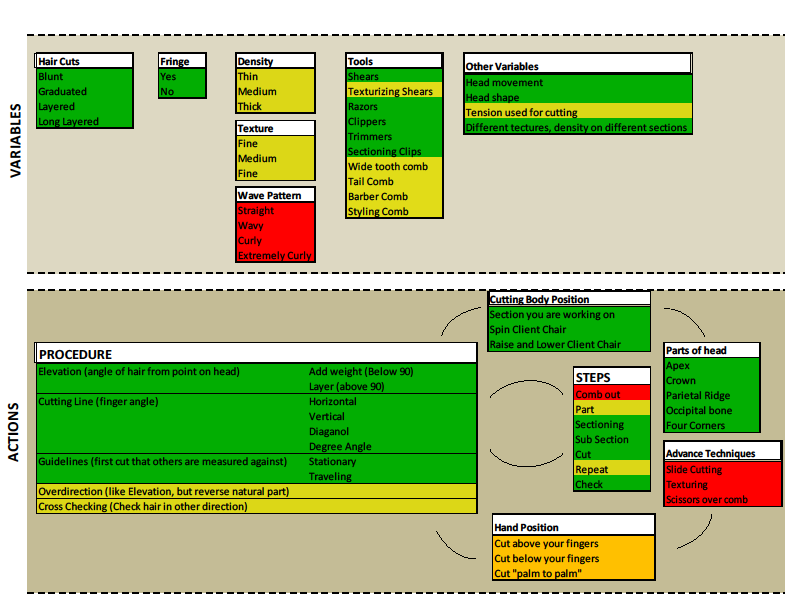 VARIABLES
Hair Cuts
Blunt
Graduated
Layered
Long Layered
Fringe
Yes
No
Density
Thin
Medium
Thick
Texture
Fine
Medium
Fine
Wave Pattern
Straight
Wavy
Curly
Extremely Curly
Tools
Shears
Texturizing Shears
Razors
Clippers
Trimmers
Sectioning Clips
Wide tooth comb
Tail Comb
Barber Comb
Styling Comb
Other Variables
Head movement
Head shape
Tension used for cutting
Different tectures, density on different sections
ACTIONS
PROCEDURE
Elevation (angle of hair from point on head) Add weight (Below 90)
Layer (above 90)
Cutting Line (finger angle) Horizontal
Vertical
Diaganol
Degree Angle
Guidelines (first cut that others are measured against) Stationary
Traveling
Overdirection (like Elevation, but reverse natural part)
Cross Checking (Check hair in other direction)
Cutting Body Position
Section you are working on
Spin Client Chair
Raise and Lower Client Chair
STEPS
Comb out
Part
Sectioning
Sub Section
Cut
Repeat
Check
Parts of head
Apex
Crown
Parietal Ridge
Occipital bone
Four Corners
Advance Techniques
Slide Cutting
Texturing
Scissors over comb
Hand Position
Cut above your fingers
Cut below your fingers
Cut "palm to palm"